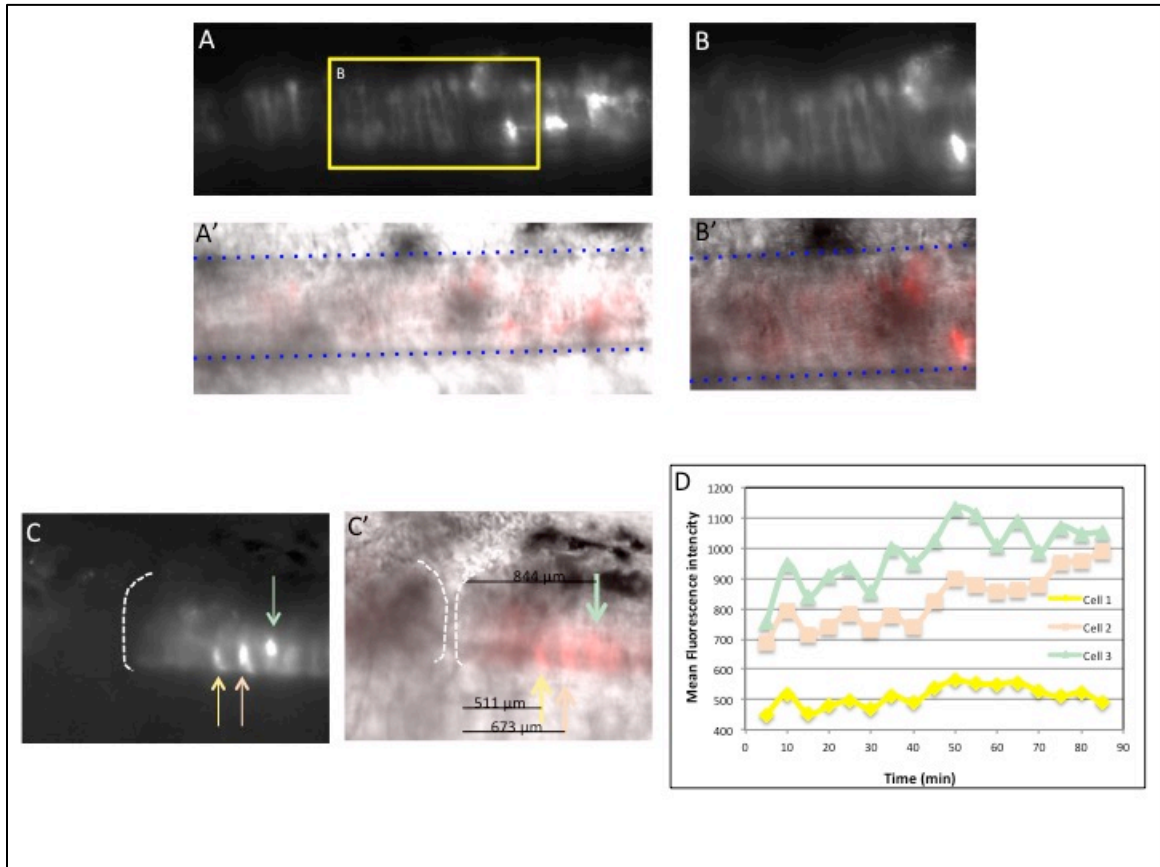 A
B
B
A’
B’
C
C’
844 µm
511 µm
673 µm
D
Mean Fluorescence intencity
1200
1100
1000
900
800
700
600
500
400
0 10 20 30 40 50 60 70 80 90
Time (min)
Cell 1
Cell 2
Cell 3